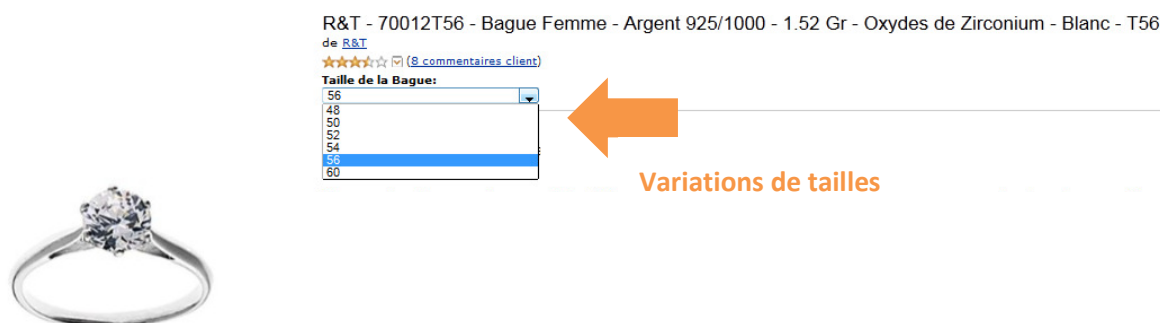 R&T - 70012T56 - Bague Femme - Argent 925/1000 - 1.52 Gr - Oxydes de Zirconium - Blanc - T56
de R&T
(8 commentaires client)
Taille de la Bague:
56
48
50
52
54
56
60
Variations de tailles